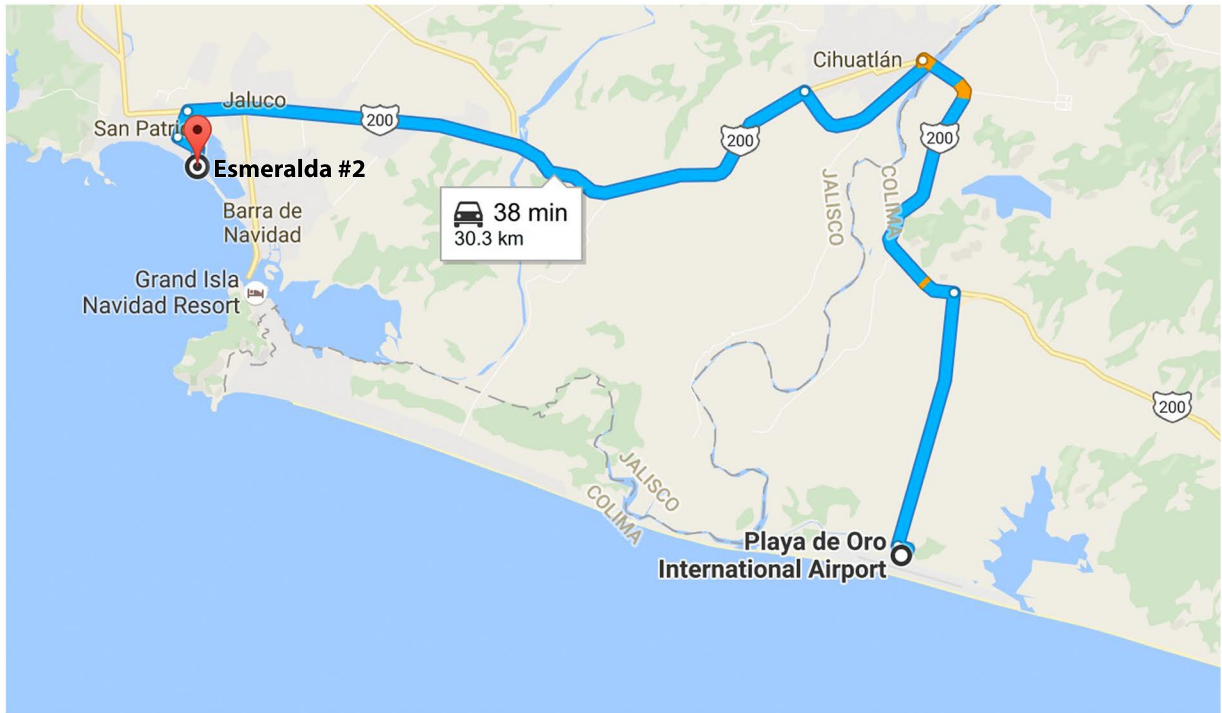 Cihuatlán
Jaluco
200
San Patri
200
200
Esmeralda #2
JALISCO
COLIMA
38 min
30.3 km
Barra de
Navidad
Grand Isla
Navidad Resort
200
JALISCO
COLIMA
Playa de Oro
International Airport